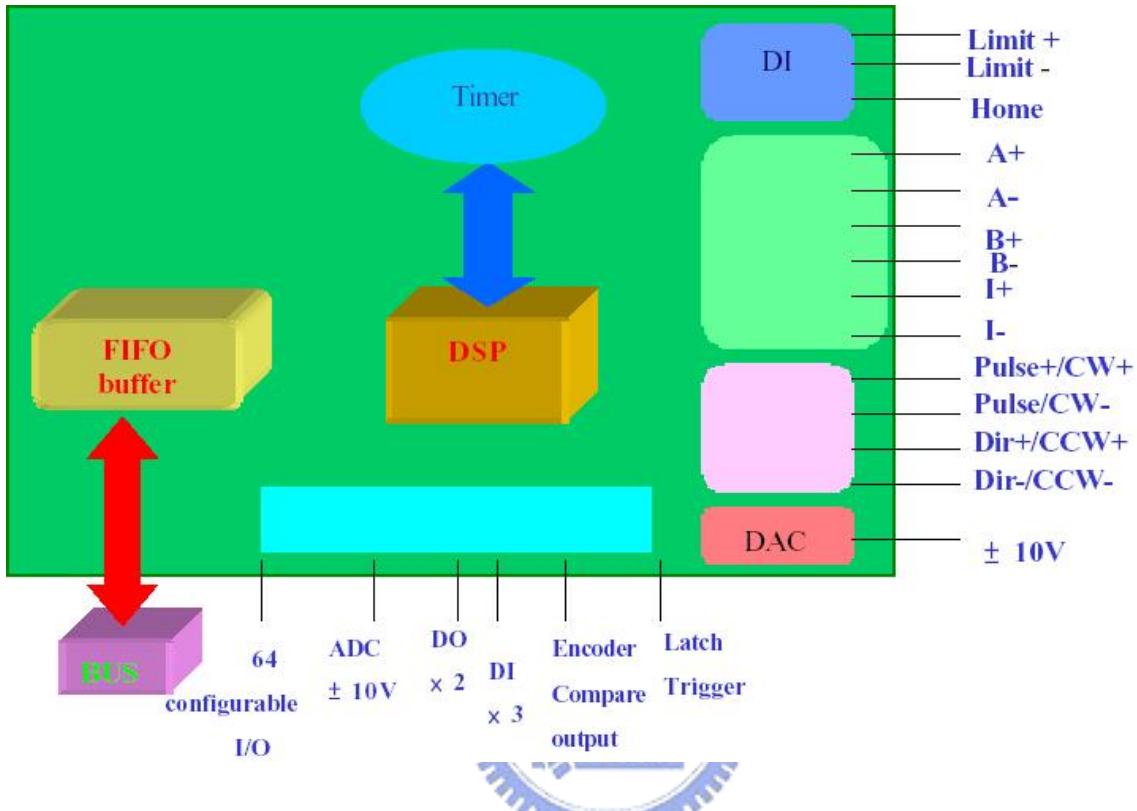 Timer
DI
Limit +
Limit -
Home
A+
A-
B+
B-
I+
I-
FIFO
buffer
DSP
Pulse+/CW+
Pulse/CW-
Dir+/CCW+
Dir-/CCW-
DAC
± 10V
BUS
64
configurable
I/O
ADC
± 10V
DO
× 2
DI
× 3
Encoder
Compare
output
Latch
Trigger